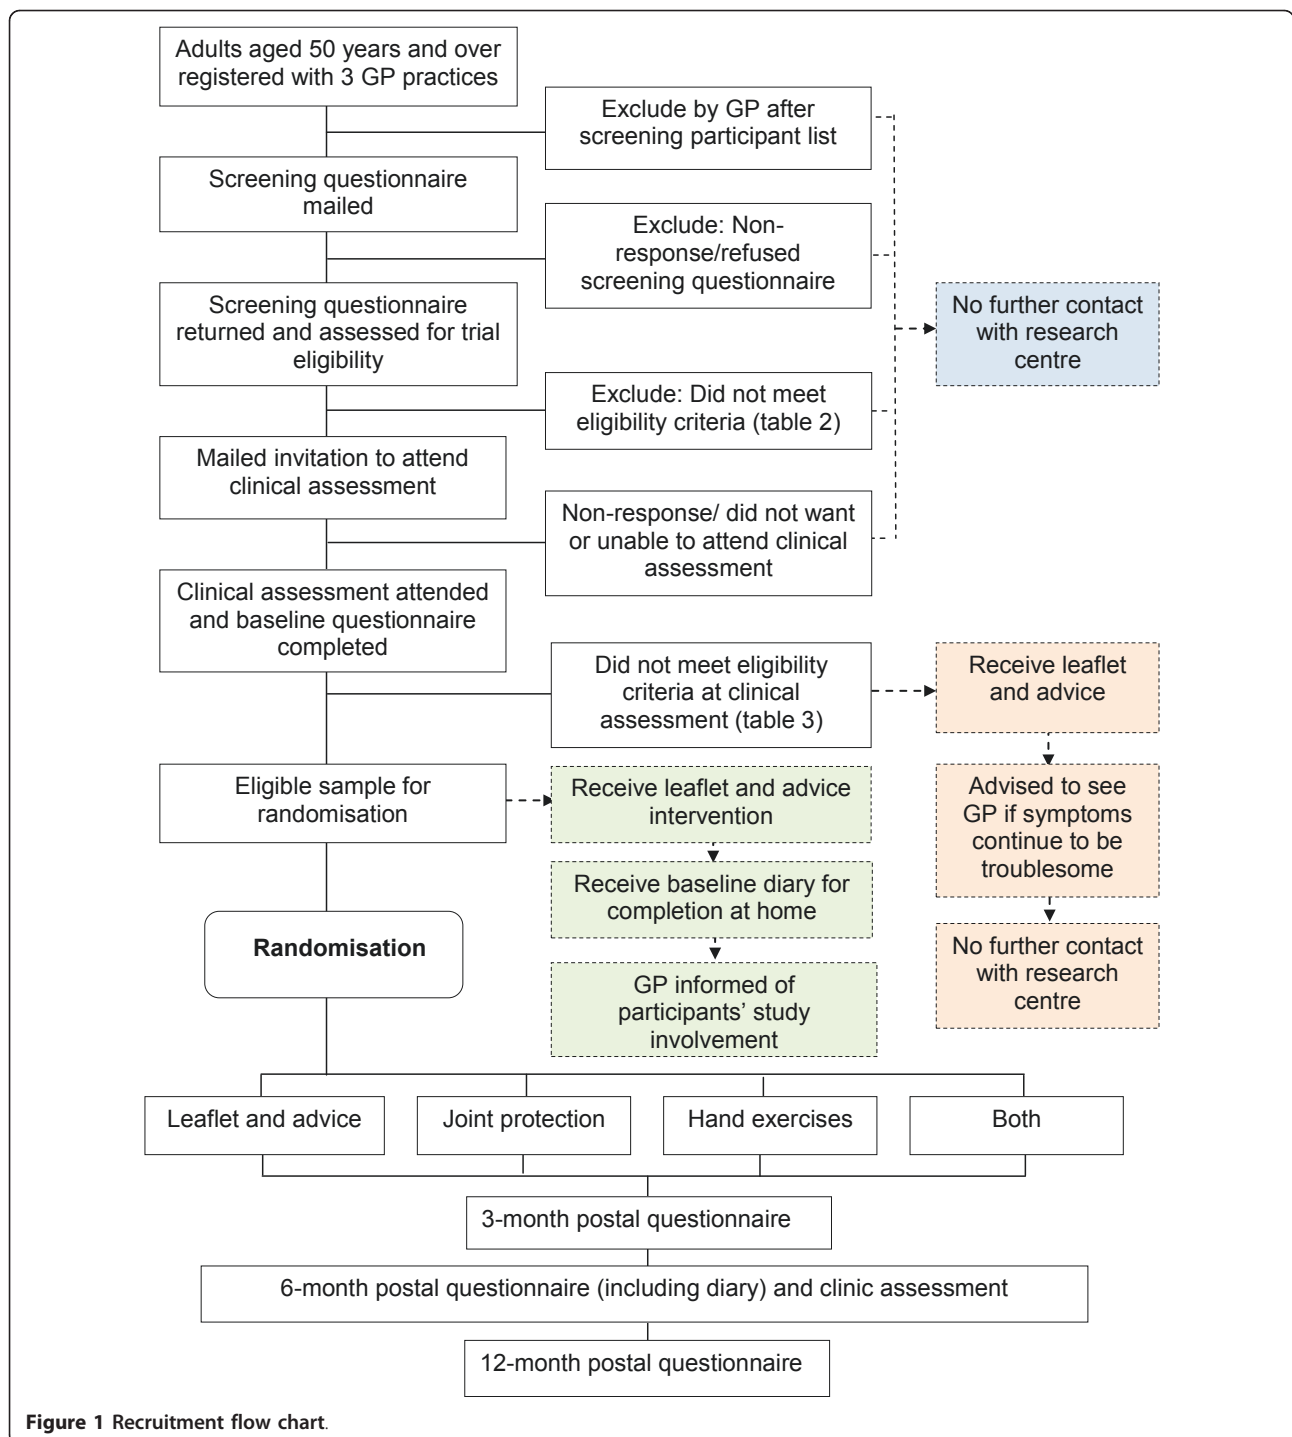 Adults aged 50 years and over
registered with 3 GP practices
Exclude by GP after
screening participant list
Screening questionnaire
mailed
Exclude: Non-
response/refused
screening questionnaire
Screening questionnaire
returned and assessed for trial
eligibility
No further contact
with research
centre
Exclude: Did not meet
eligibility criteria (table 2)
Mailed invitation to attend
clinical assessment
Non-response/ did not want
or unable to attend clinical
assessment
Clinical assessment attended
and baseline questionnaire
completed
Did not meet eligibility
criteria at clinical
assessment (table 3)
Receive leaflet
and advice
Eligible sample for
randomisation
Receive leaflet and advice
intervention
Advised to see
GP if symptoms
continue to be
troublesome
Receive baseline diary for
completion at home
Randomisation
GP informed of
participants’ study
involvement
No further contact
with research
centre
Leaflet and advice
Joint protection
Hand exercises
Both
3-month postal questionnaire
6-month postal questionnaire (including diary) and clinic assessment
12-month postal questionnaire
Figure 1 Recruitment flow chart.